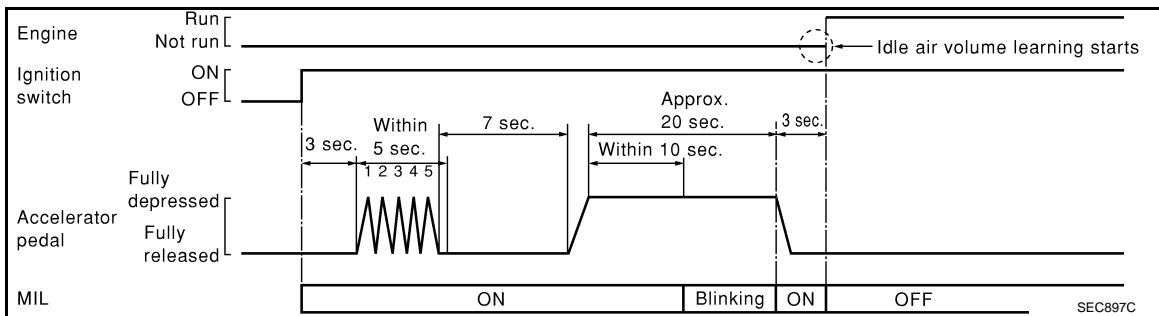 Run
Engine
Not run
Idle air volume learning starts
Ignition
switch
ON
OFF
Approx.
20 sec.
Within
5 sec.
7 sec.
3 sec.
3 sec.
Within 10 sec.
1 2 3 4 5
Fully
depressed
Accelerator
pedal
Fully
released
MIL
ON
Blinking
ON
OFF
SEC897C